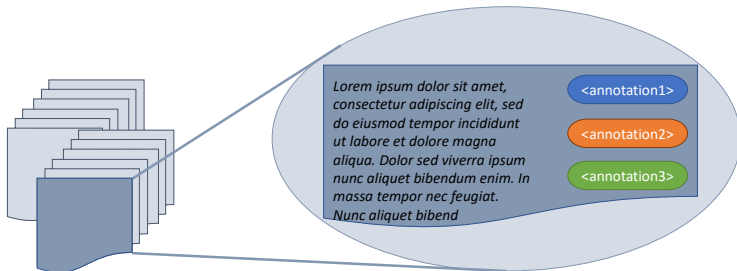 Lorem ipsum dolor sit amet,
consectetur adipiscing elit, sed
do eiusmod tempor incididunt
ut labore et dolore magna
aliqua. Dolor sed viverra ipsum
nunc aliquet bibendum enim. In
massa tempor nec feugiat.
Nunc aliquet bibend
<annotation1>
<annotation2>
<annotation3>